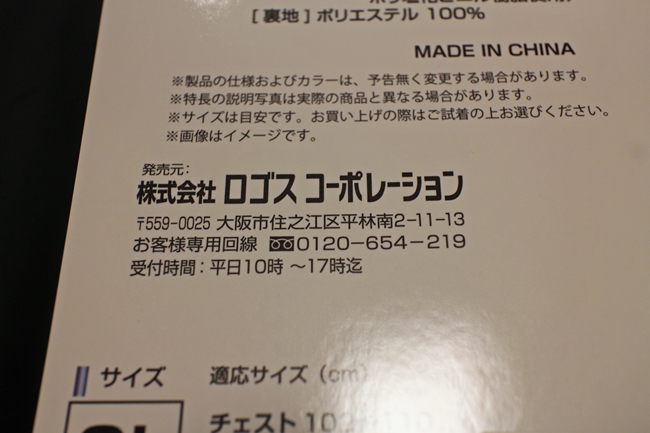 [裏地] ポリエステル 100%
MADE IN CHINA
※製品の仕様およびカラーは、予告無く変更する場合があります。
※特長の説明写真は実際の商品と異なる場合があります。
※サイズは目安です。お買い上げの際はご試着の上お選びください。
※画像はイメージです。
発売元:
株式会社 ロゴス コーポレーション
〒559-0025 大阪市住之江区平林南2-11-13
お客様専用回線 0120-654-219
受付時間:平日10時 〜17時迄
サイズ 適応サイズ(cm)
チェスト